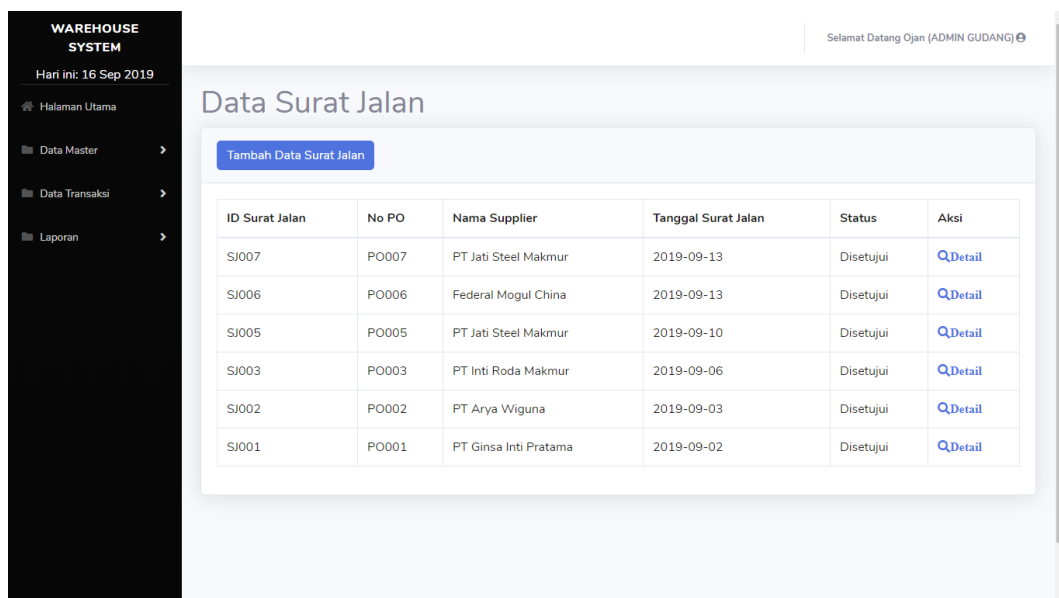 WAREHOUSE
SYSTEM
Hari ini: 16 Sep 2019
Halaman Utama
Data Master
Data Transaksi
Laporan
Selamat Datang Ojan (ADMIN GUDANG)
Data Surat Jalan
Tambah Data Surat Jalan
ID Surat Jalan No PO Nama Supplier Tanggal Surat Jalan Status Aksi
SJ007 PO007 PT Jati Steel Makmur 2019-09-13 Disetujui Detail
SJ006 PO006 Federal Mogul China 2019-09-13 Disetujui Detail
SJ005 PO005 PT Jati Steel Makmur 2019-09-10 Disetujui Detail
SJ003 PO003 PT Inti Roda Makmur 2019-09-06 Disetujui Detail
SJ002 PO002 PT Arya Wiguna 2019-09-03 Disetujui Detail
SJ001 PO001 PT Ginsa Inti Pratama 2019-09-02 Disetujui Detail